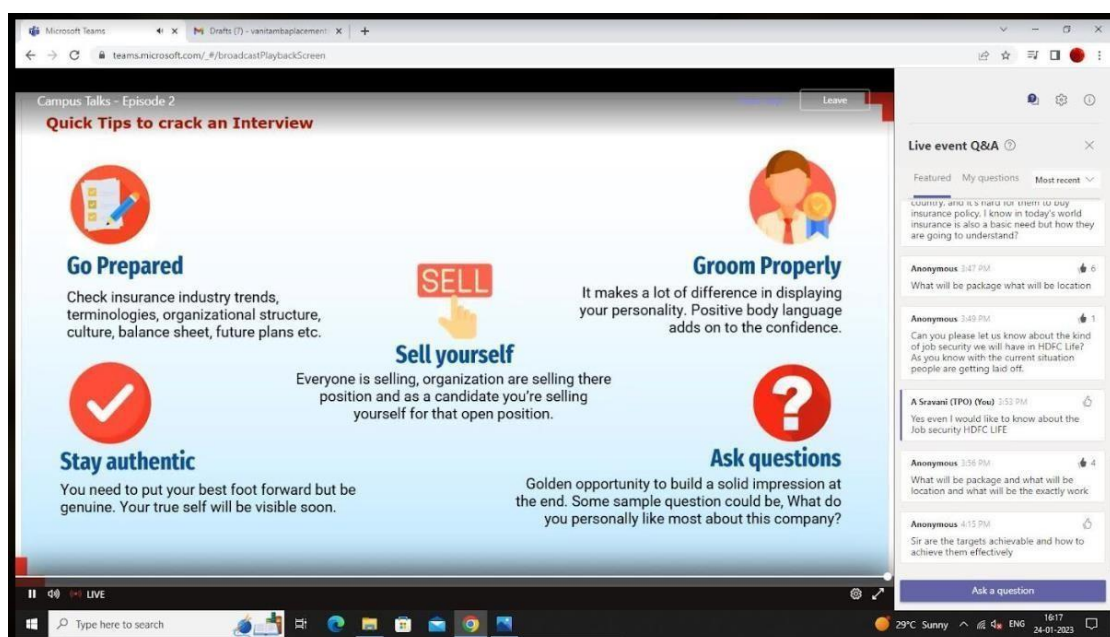 Microsoft Teams
Drafts (7) - vanitambaplacement
teams.microsoft.com/_#/broadcastPlaybackScreen
Campus Talks - Episode 2
Leave
Quick Tips to crack an Interview
Go Prepared
Check insurance industry trends,
terminologies, organizational structure,
culture, balance sheet, future plans etc.
SELL
Sell yourself
Everyone is selling, organization are selling there
position and as a candidate you're selling
yourself for that open position.
Groom Properly
It makes a lot of difference in displaying
your personality. Positive body language
adds on to the confidence.
Stay authentic
You need to put your best foot forward but be
genuine. Your true self will be visible soon.
Ask questions
Golden opportunity to build a solid impression at
the end. Some sample question could be, What do
you personally like most about this company?
LIVE
Live event Q&A
Featured My questions Most recent
country, and it's hard for them to buy
insurance policy. I know in today's world
insurance is also a basic need but how they
are going to understand?
Anonymous 3:47 PM 6
What will be package what will be location
Anonymous 3:49 PM 1
Can you please let us know about the kind
of job security we will have in HDFC Life?
As you know with the current situation
people are getting laid off.
A Sravani (TPO) (You) 3:53 PM
Yes even I would like to know about the
Job security HDFC LIFE
Anonymous 3:56 PM 4
What will be package and what will be
location and what will be the exactly work
Anonymous 4:15 PM
Sir are the targets achievable and how to
achieve them effectively
Ask a question
Type here to search
29°C Sunny ENG 16:17
24-01-2023